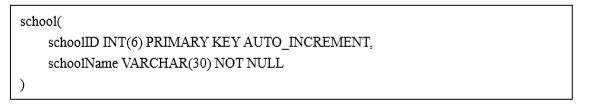 school(
schoolID INT(6) PRIMARY KEY AUTO_INCREMENT,
schoolName VARCHAR(30) NOT NULL
)